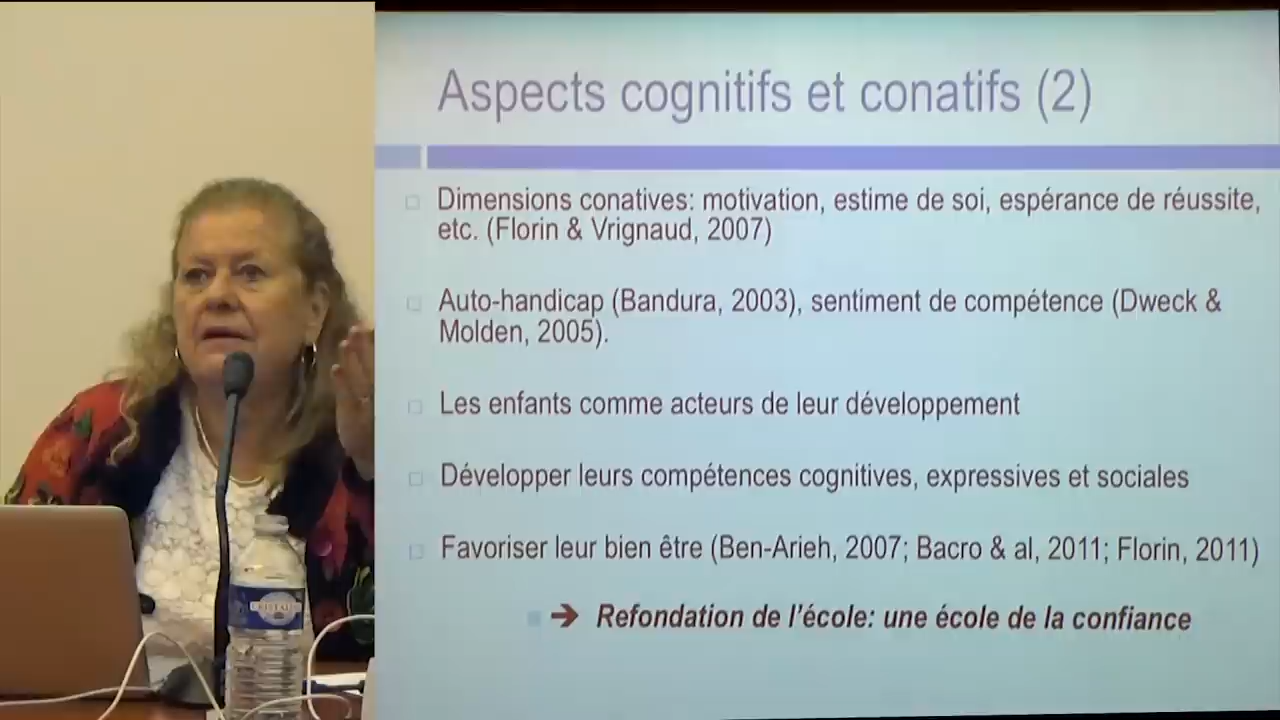 Aspects cognitifs et conatifs (2)
Dimensions conatives: motivation, estime de soi, espérance de réussite,
etc. (Florin & Vrignaud, 2007)
Auto-handicap (Bandura, 2003), sentiment de compétence (Dweck &
Molden, 2005).
Les enfants comme acteurs de leur développement
Développer leurs compétences cognitives, expressives et sociales
Favoriser leur bien être (Ben-Arieh, 2007; Bacro & al, 2011; Florin, 2011)
➔ Refondation de l'école: une école de la confiance